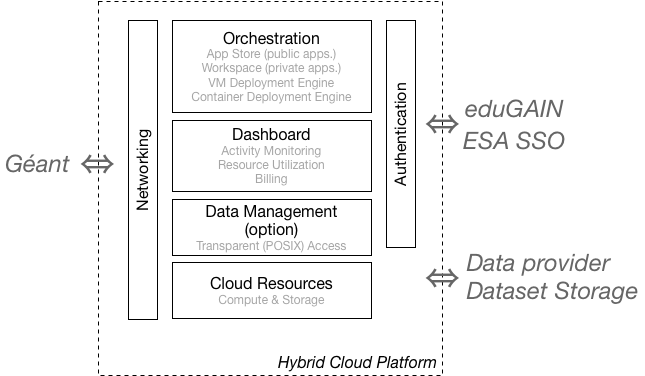 Géant
Networking
Orchestration
App Store (public apps.)
Workspace (private apps.)
VM Deployment Engine
Container Deployment Engine
Dashboard
Activity Monitoring
Resource Utilization
Billing
Data Management
(option)
Transparent (POSIX) Access
Cloud Resources
Compute & Storage
Authentication
eduGAIN
ESA SSO
Data provider
Dataset Storage
Hybrid Cloud Platform